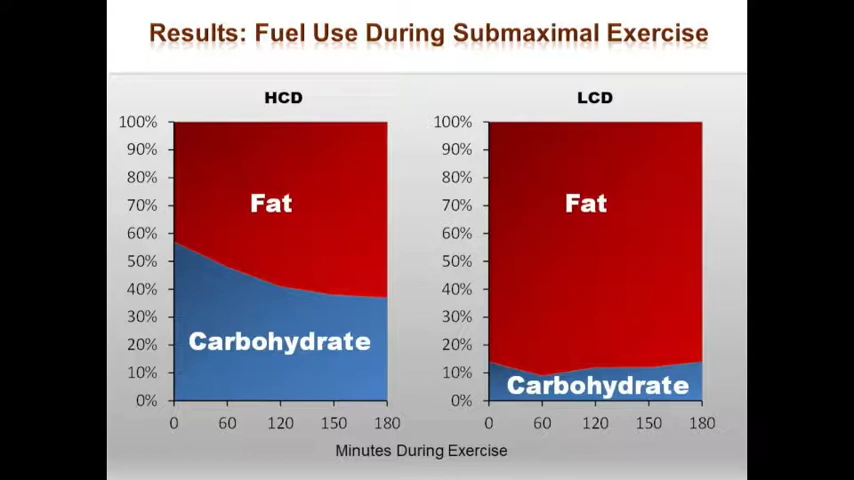 Results: Fuel Use During Submaximal Exercise
HCD
100%
90%
80%
70%
60%
50%
40%
30%
20%
10%
0%
Fat
Carbohydrate
0 60 120 150 180
LCD
100%
90%
80%
70%
60%
50%
40%
30%
20%
10%
0%
Fat
Carbohydrate
0 60 120 150 180
Minutes During Exercise